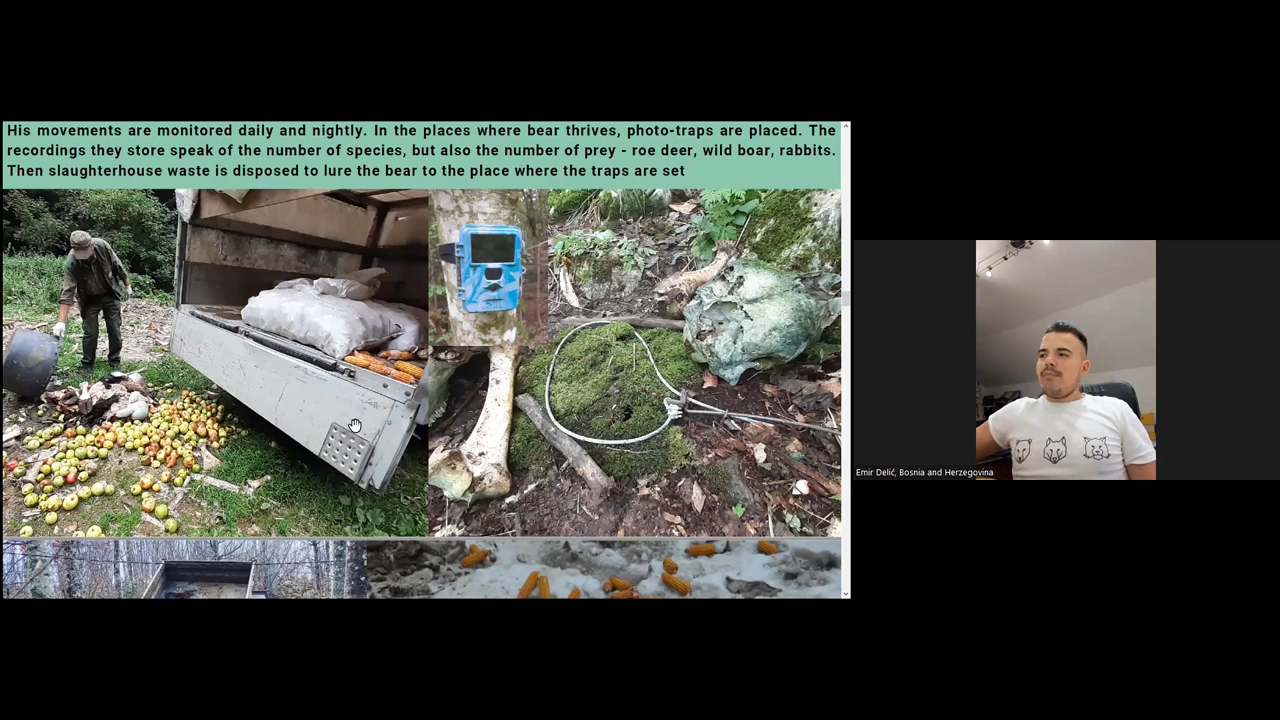 His movements are monitored daily and nightly. In the places where bear thrives, photo-traps are placed. The
recordings they store speak of the number of species, but also the number of prey - roe deer, wild boar, rabbits.
Then slaughterhouse waste is disposed to lure the bear to the place where the traps are set
Emir Delić, Bosnia and Herzegovina